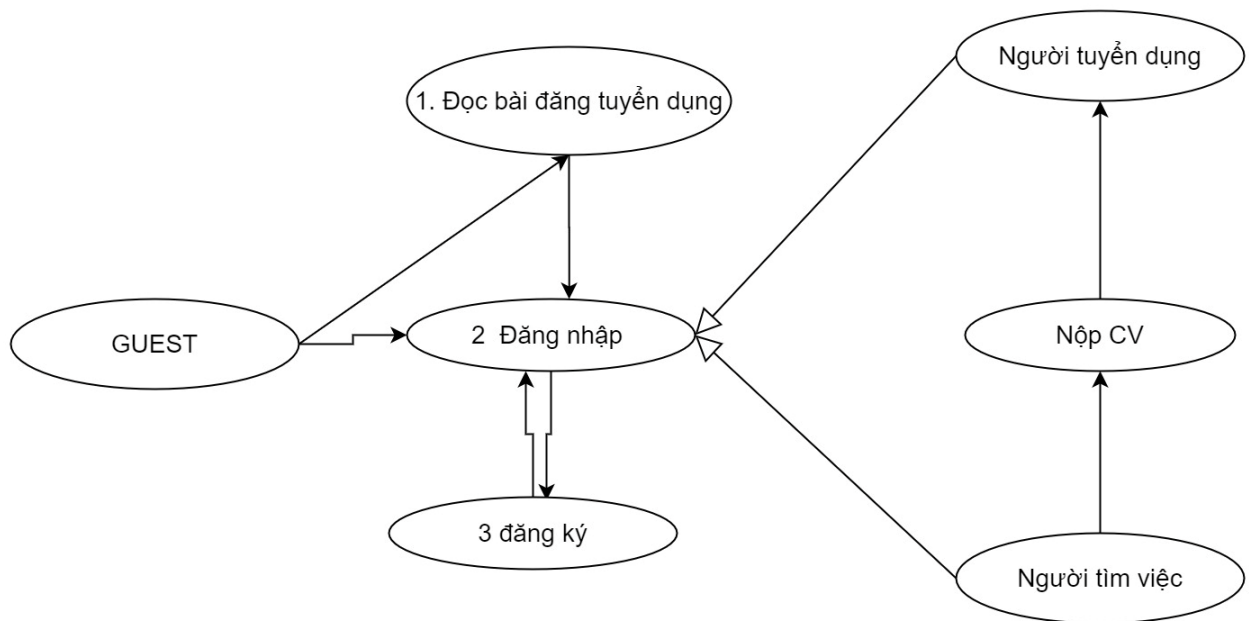 Người tuyển dụng
1. Đọc bài đăng tuyển dụng
GUEST
2 Đăng nhập
Nộp CV
3 đăng ký
Người tìm việc